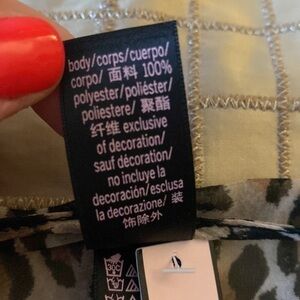 body/corps/cuerpo/
corpo/ 面料 100%
polyester/poliéster/
poliestere/ 聚酯
纤维 exclusive
of decoration/
sauf décoration/
no incluye la
decoración/esclusa
la decorazione/ 装
饰除外